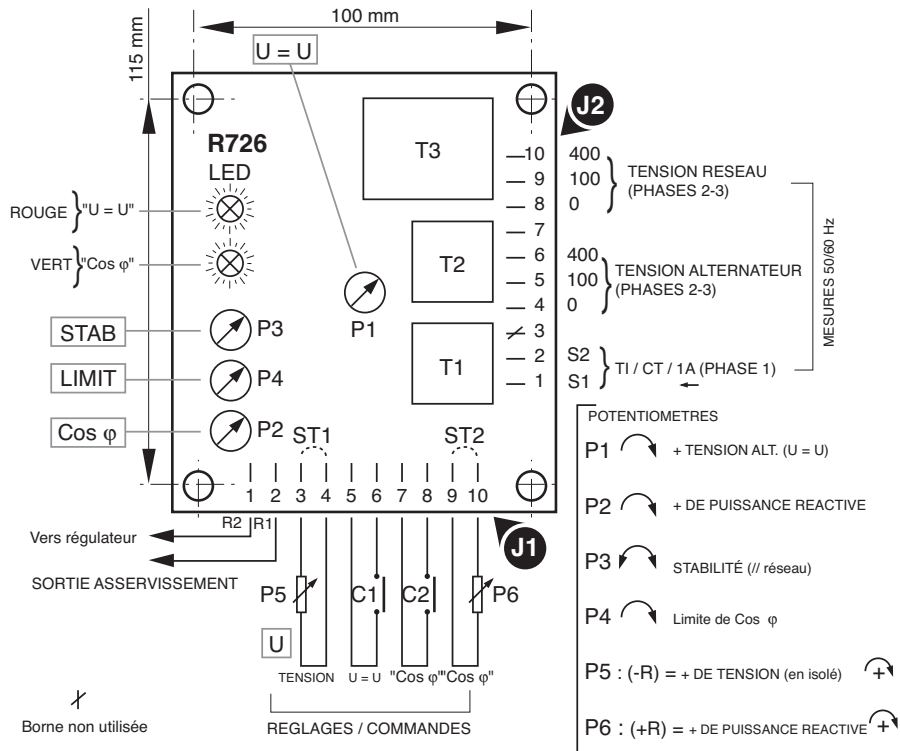 100 mm
115 mm
U = U
J2
R726
LED
T3
10 400
9 100
8 0
TENSION RESEAU
(PHASES 2-3)
ROUGE "U = U"
VERT "Cos φ"
7
6 400
5 100
4 0
T2
TENSION ALTERNATEUR
(PHASES 2-3)
MESURES 50/60 Hz
P1
3
2 S2
1 S1
T1
TI / CT / 1A (PHASE 1)
STAB P3
LIMIT P4
Cos φ P2
ST1 ST2
1 2 3 4 5 6 7 8 9 10
R2 R1
J1
Vers régulateur
SORTIE ASSERVISSEMENT
P5 C1 C2 P6
U
TENSION U = U "Cos φ" "Cos φ"
REGLAGES / COMMANDES
Borne non utilisée
POTENTIOMETRES
P1 + TENSION ALT. (U = U)
P2 + DE PUISSANCE REACTIVE
P3 STABILITÉ (// réseau)
P4 Limite de Cos φ
P5 : (-R) = + DE TENSION (en isolé) +
P6 : (+R) = + DE PUISSANCE REACTIVE +